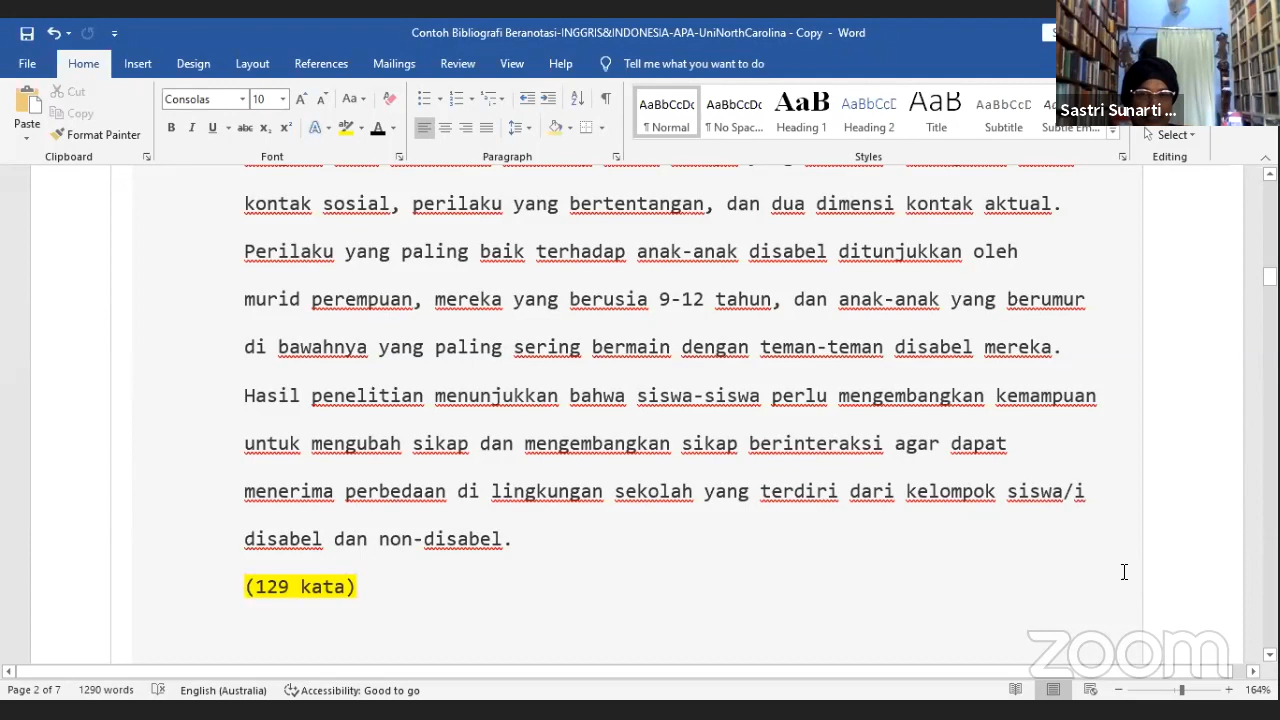 Contoh Bibliografi Beranotasi-INGGRIS&INDONESIA-APA-UniNorthCarolina - Copy - Word
File Home Insert Design Layout References Mailings Review View Help Tell me what you want to do
Sastri Sunarti ...
Paste
Cut
Copy
Format Painter
Clipboard
Consolas 10
Font
Paragraph
AaBbCcDc AaBbCcDc AaBbC AaBbCcC AaB AaBbCcD
¶ Normal ¶ No Spac... Heading 1 Heading 2 Title Subtitle Subtle Em...
Styles
Select
Editing
kontak sosial, perilaku yang bertentangan, dan dua dimensi kontak aktual.
Perilaku yang paling baik terhadap anak-anak disabel ditunjukkan oleh
murid perempuan, mereka yang berusia 9-12 tahun, dan anak-anak yang berumur
di bawahnya yang paling sering bermain dengan teman-teman disabel mereka.
Hasil penelitian menunjukkan bahwa siswa-siswa perlu mengembangkan kemampuan
untuk mengubah sikap dan mengembangkan sikap berinteraksi agar dapat
menerima perbedaan di lingkungan sekolah yang terdiri dari kelompok siswa/i
disabel dan non-disabel.
(129 kata)
zoom
Page 2 of 7 1290 words English (Australia) Accessibility: Good to go 164%